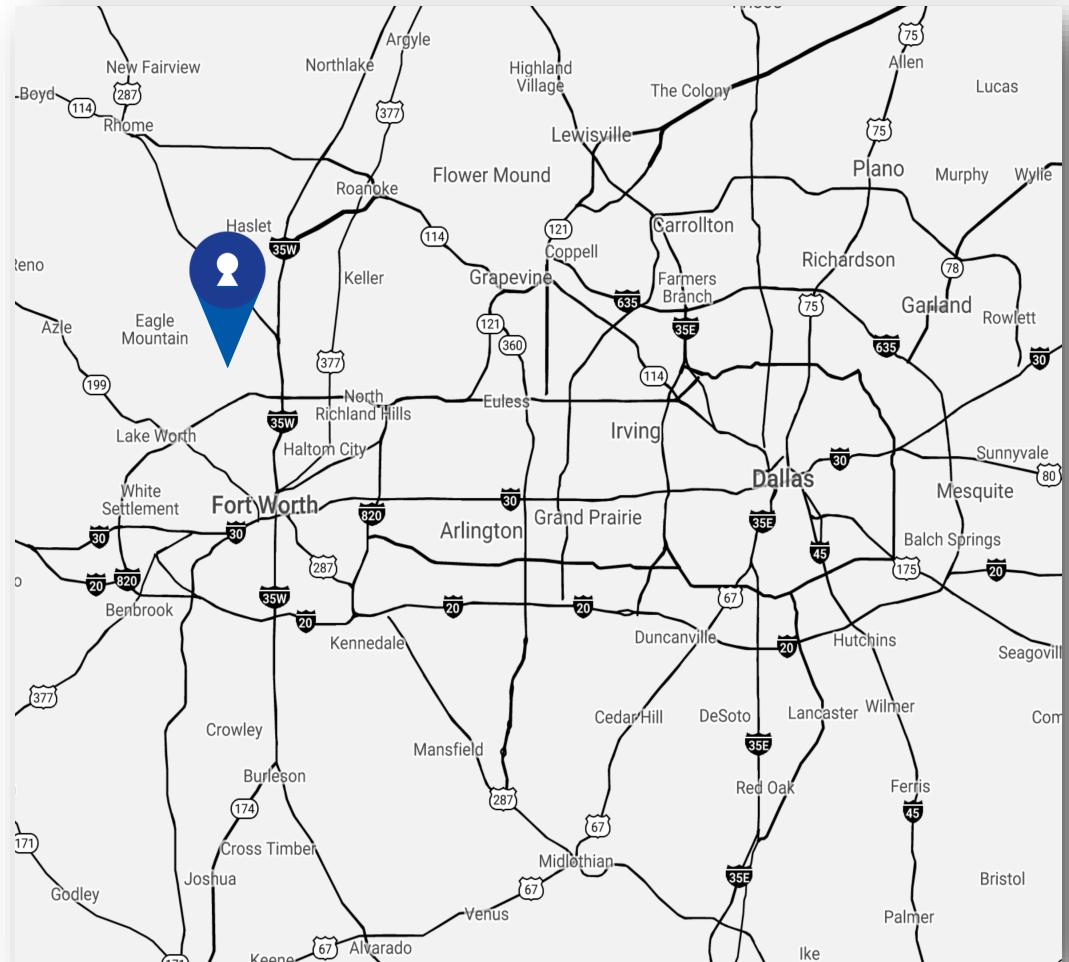 Argyle
75
New Fairview
Northlake
Highland
Village
Allen
Boyd
287
114
The Colony
Lucas
377
Rhome
Lewisville
75
Roanoke
Flower Mound
Plano
Murphy
Wylie
Haslet
35W
114
121
Carrollton
Coppell
Richardson
78
Keller
Grapevine
Farmers
Branch
635
75
Garland
Rowlett
Azle
Eagle
Mountain
121
360
35E
635
30
377
199
114
North
Richland Hills
Euless
35W
Lake Worth
Haltom City
Irving
30
Sunnyvale
80
Dallas
White
Settlement
Fort Worth
30
820
Arlington
Grand Prairie
35E
Mesquite
30
30
45
Balch Springs
20
820
287
175
20
Benbrook
35W
20
20
20
67
Kennedale
Duncanville
20
Hutchins
Seagovill
377
Crowley
Mansfield
Cedar Hill
DeSoto
Lancaster
Wilmer
Com
35E
Burleson
174
287
Red Oak
Ferris
45
171
67
Cross Timber
Joshua
Midlothian
35E
Godley
67
Bristol
Venus
Palmer
67
Alvarado
Keene
Ike
171